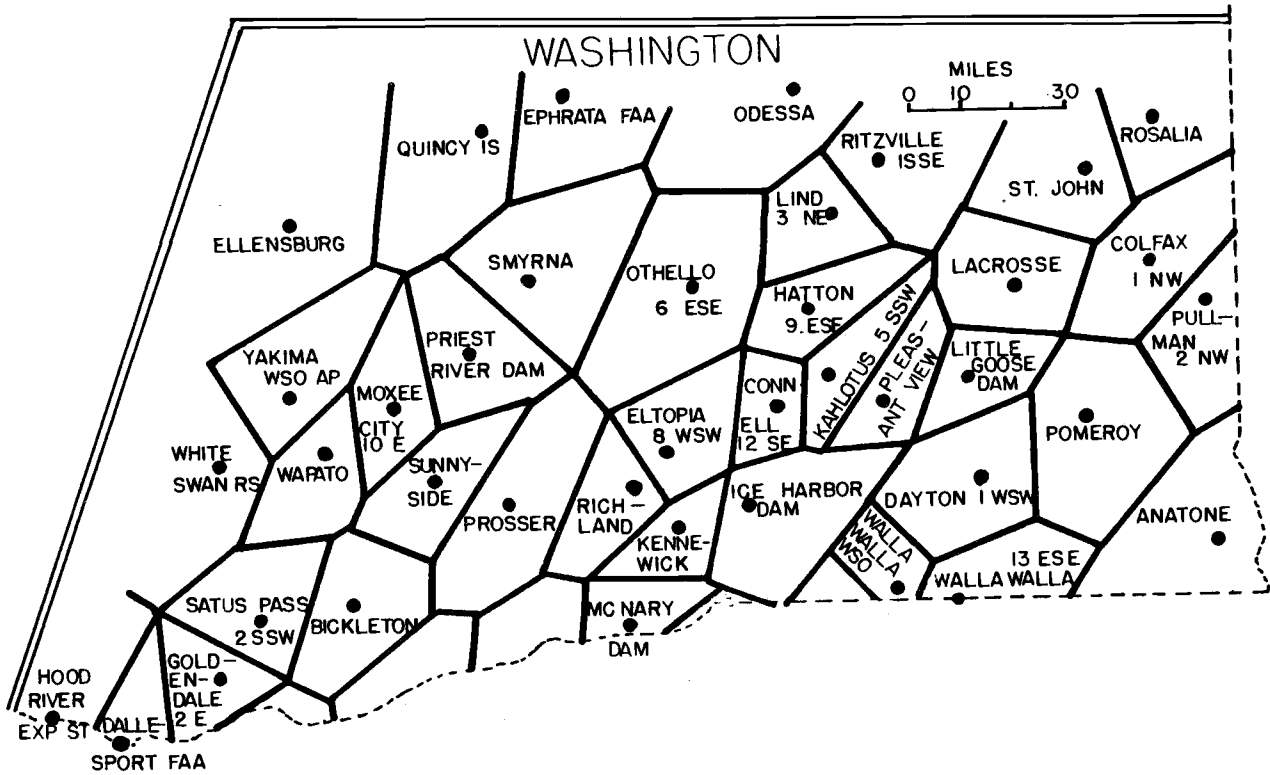 WASHINGTON
MILES
0 10 30
EPHRATA FAA
ODESSA
QUINCY 1S
RITZVILLE
1SSE
ROSALIA
ST. JOHN
LIND
3 NE
ELLENSBURG
SMYRNA
OTHELLO
6 ESE
LACROSSE
COLFAX
1 NW
HATTON
9.ESE
KAHLOTUS 5 SSW
PLEAS-
ANT VIEW
PULL-
MAN
2 NW
YAKIMA
WSO AP
PRIEST
RIVER DAM
LITTLE
GOOSE
DAM
MOXEE
CITY
10 E
CONN
ELL
12 SE
ELTOPIA
8 WSW
POMEROY
WHITE
SWAN RS
WAPATO
SUNNY-
SIDE
PROSSER
RICH-
LAND
ICE HARBOR
DAM
DAYTON 1 WSW
ANATONE
KENNE-
WICK
WALLA
WALLA
WSO
13 ESE
WALLA WALLA
SATUS PASS
2 SSW
BICKLETON
MC NARY
DAM
GOLD-
EN-
DALE
2 E
HOOD
RIVER
EXP ST
DALLE
SPORT FAA